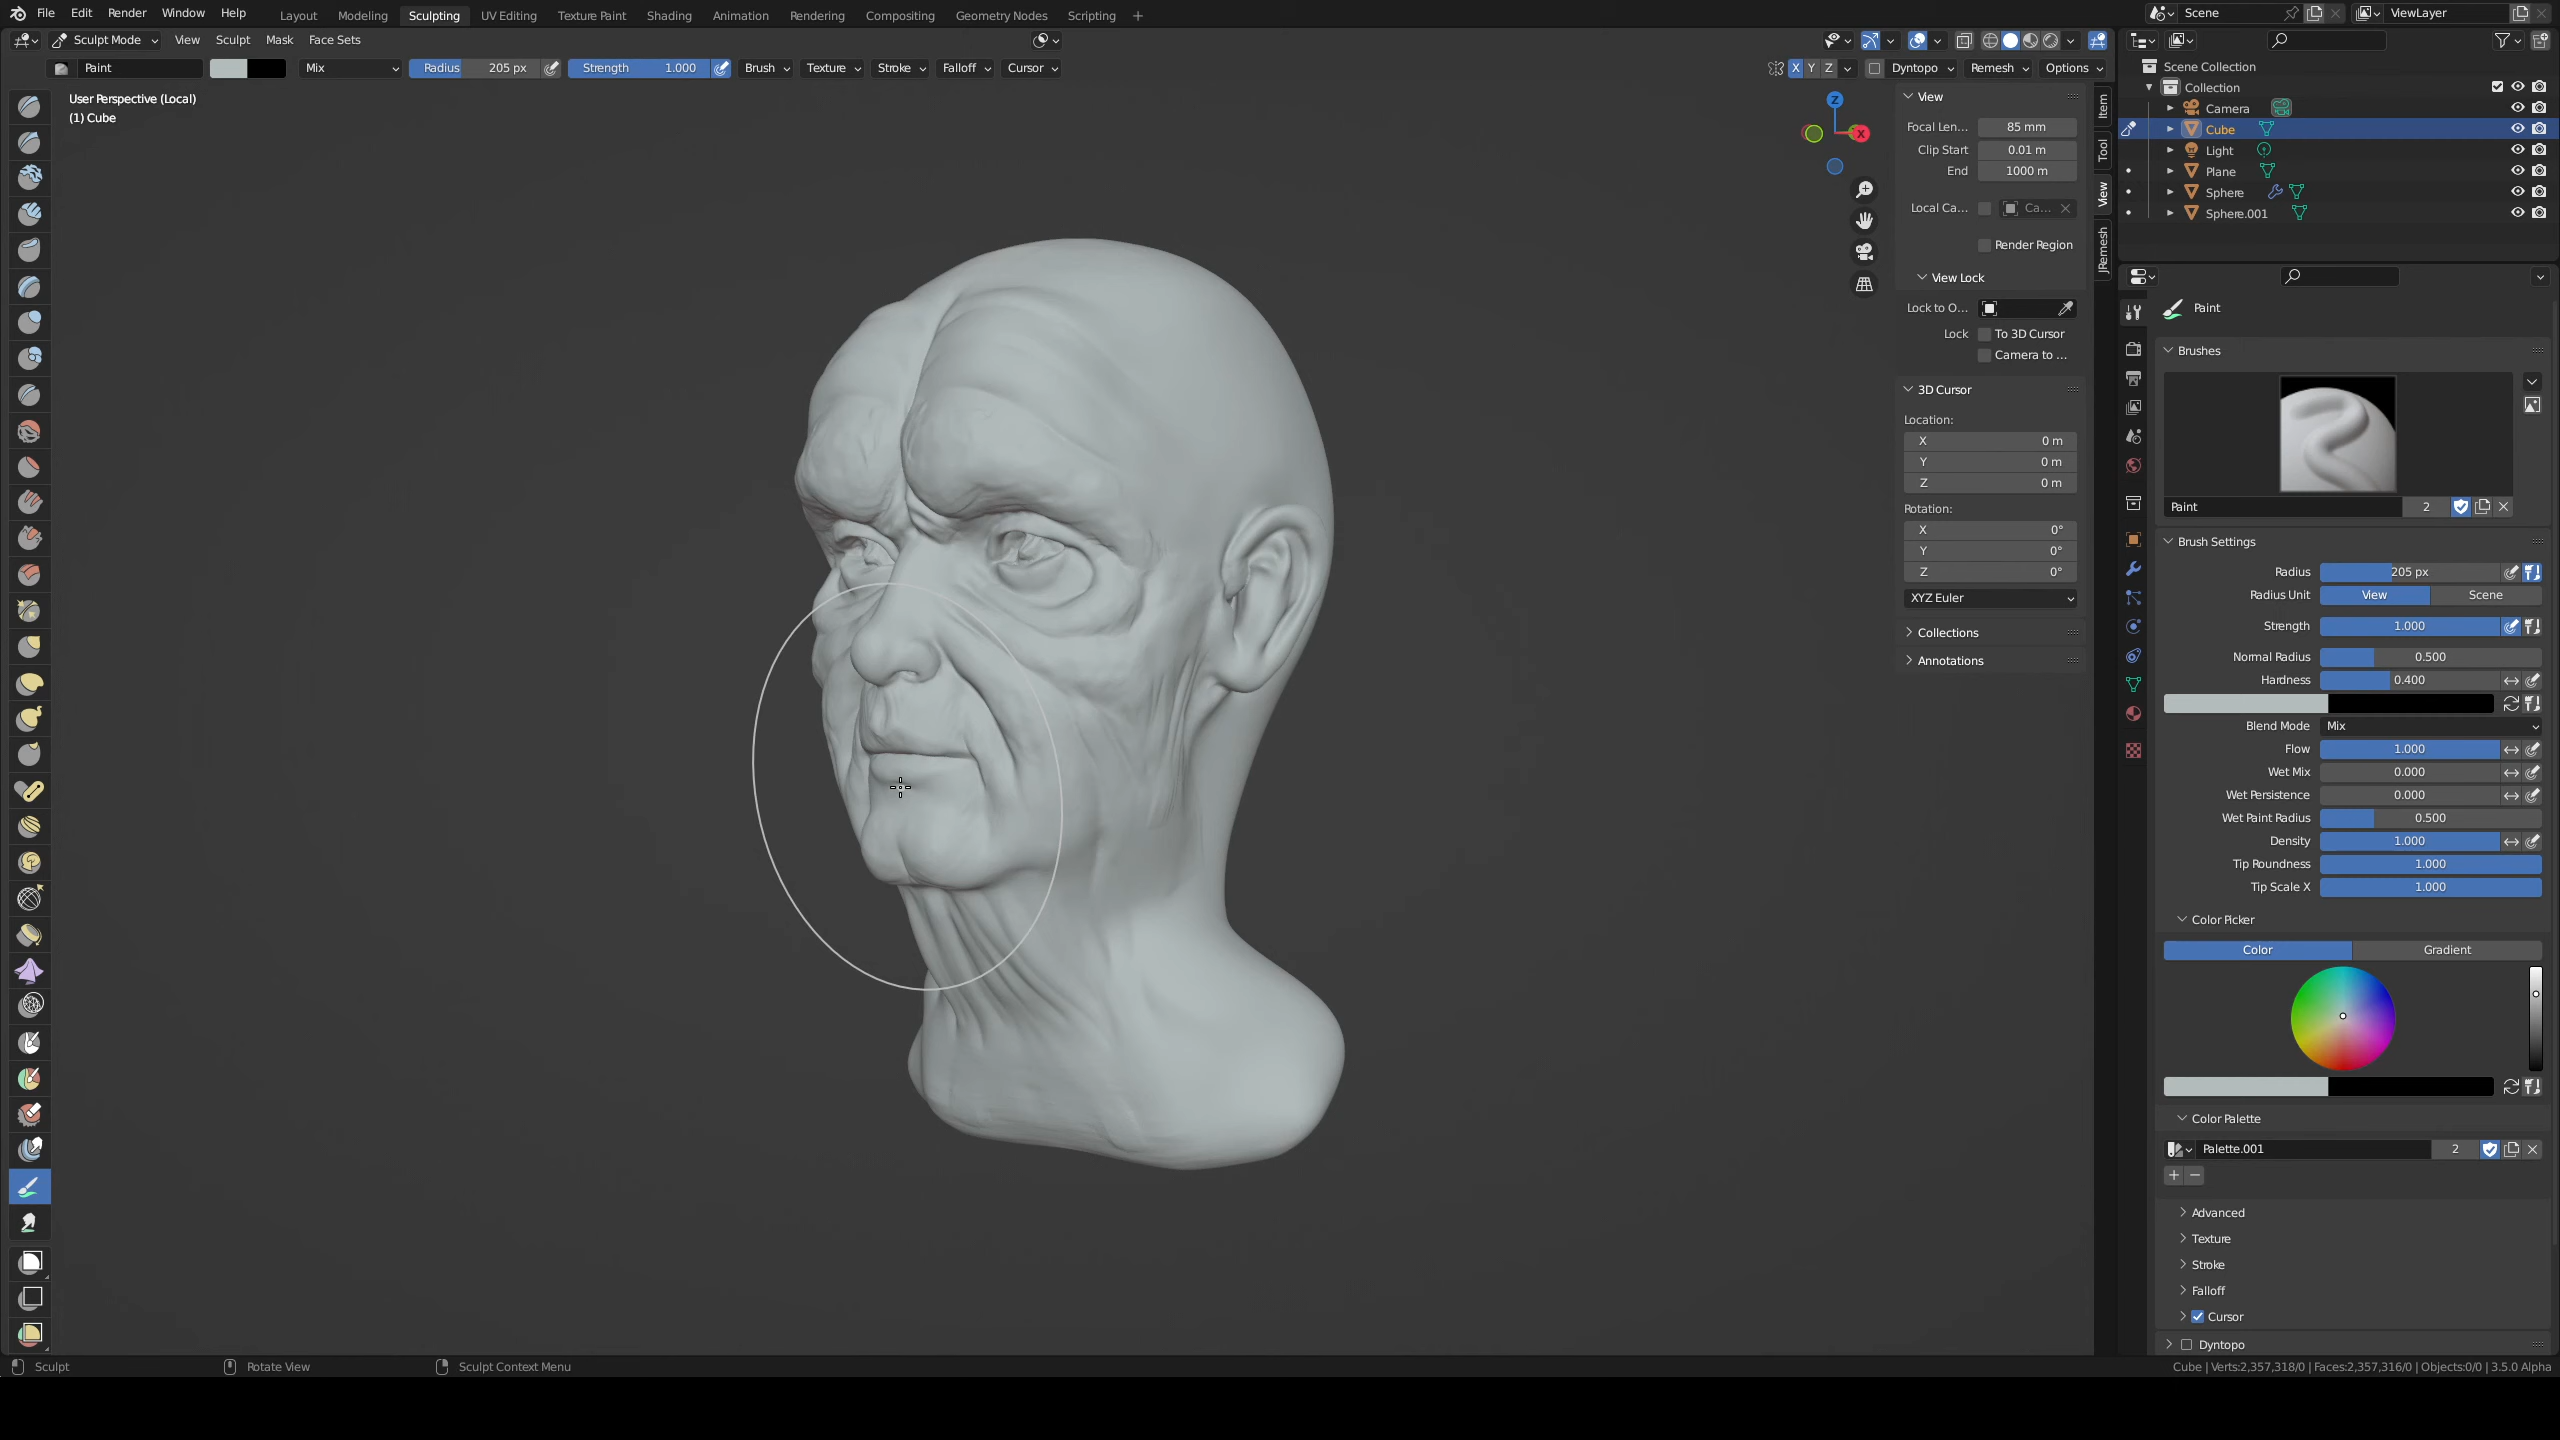 File Edit Render Window Help Layout Modeling Sculpting UV Editing Texture Paint Shading Animation Rendering Compositing Geometry Nodes Scripting + Scene ViewLayer
Sculpt Mode View Sculpt Mask Face Sets
Paint Mix Radius 205 px Strength 1.000 Brush Texture Stroke Falloff Cursor X Y Z Dyntopo Remesh Options
User Perspective (Local)
(1) Cube
Z
X
View
Focal Len... 85 mm
Clip Start 0.01 m
End 1000 m
Local Ca... Ca...
Render Region
View Lock
Lock to O...
Lock To 3D Cursor
Camera to ...
3D Cursor
Location:
X 0 m
Y 0 m
Z 0 m
Rotation:
X 0°
Y 0°
Z 0°
XYZ Euler
Collections
Annotations
Item
Tool
View
JRemesh
Scene Collection
Collection
Camera
Cube
Light
Plane
Sphere
Sphere.001
Paint
Brushes
Paint 2
Brush Settings
Radius 205 px
Radius Unit View Scene
Strength 1.000
Normal Radius 0.500
Hardness 0.400
Blend Mode Mix
Flow 1.000
Wet Mix 0.000
Wet Persistence 0.000
Wet Paint Radius 0.500
Density 1.000
Tip Roundness 1.000
Tip Scale X 1.000
Color Picker
Color Gradient
Color Palette
Palette.001 2
+ −
Advanced
Texture
Stroke
Falloff
Cursor
Dyntopo
Sculpt Rotate View Sculpt Context Menu Cube | Verts:2,357,318/0 | Faces:2,357,316/0 | Objects:0/0 | 3.5.0 Alpha